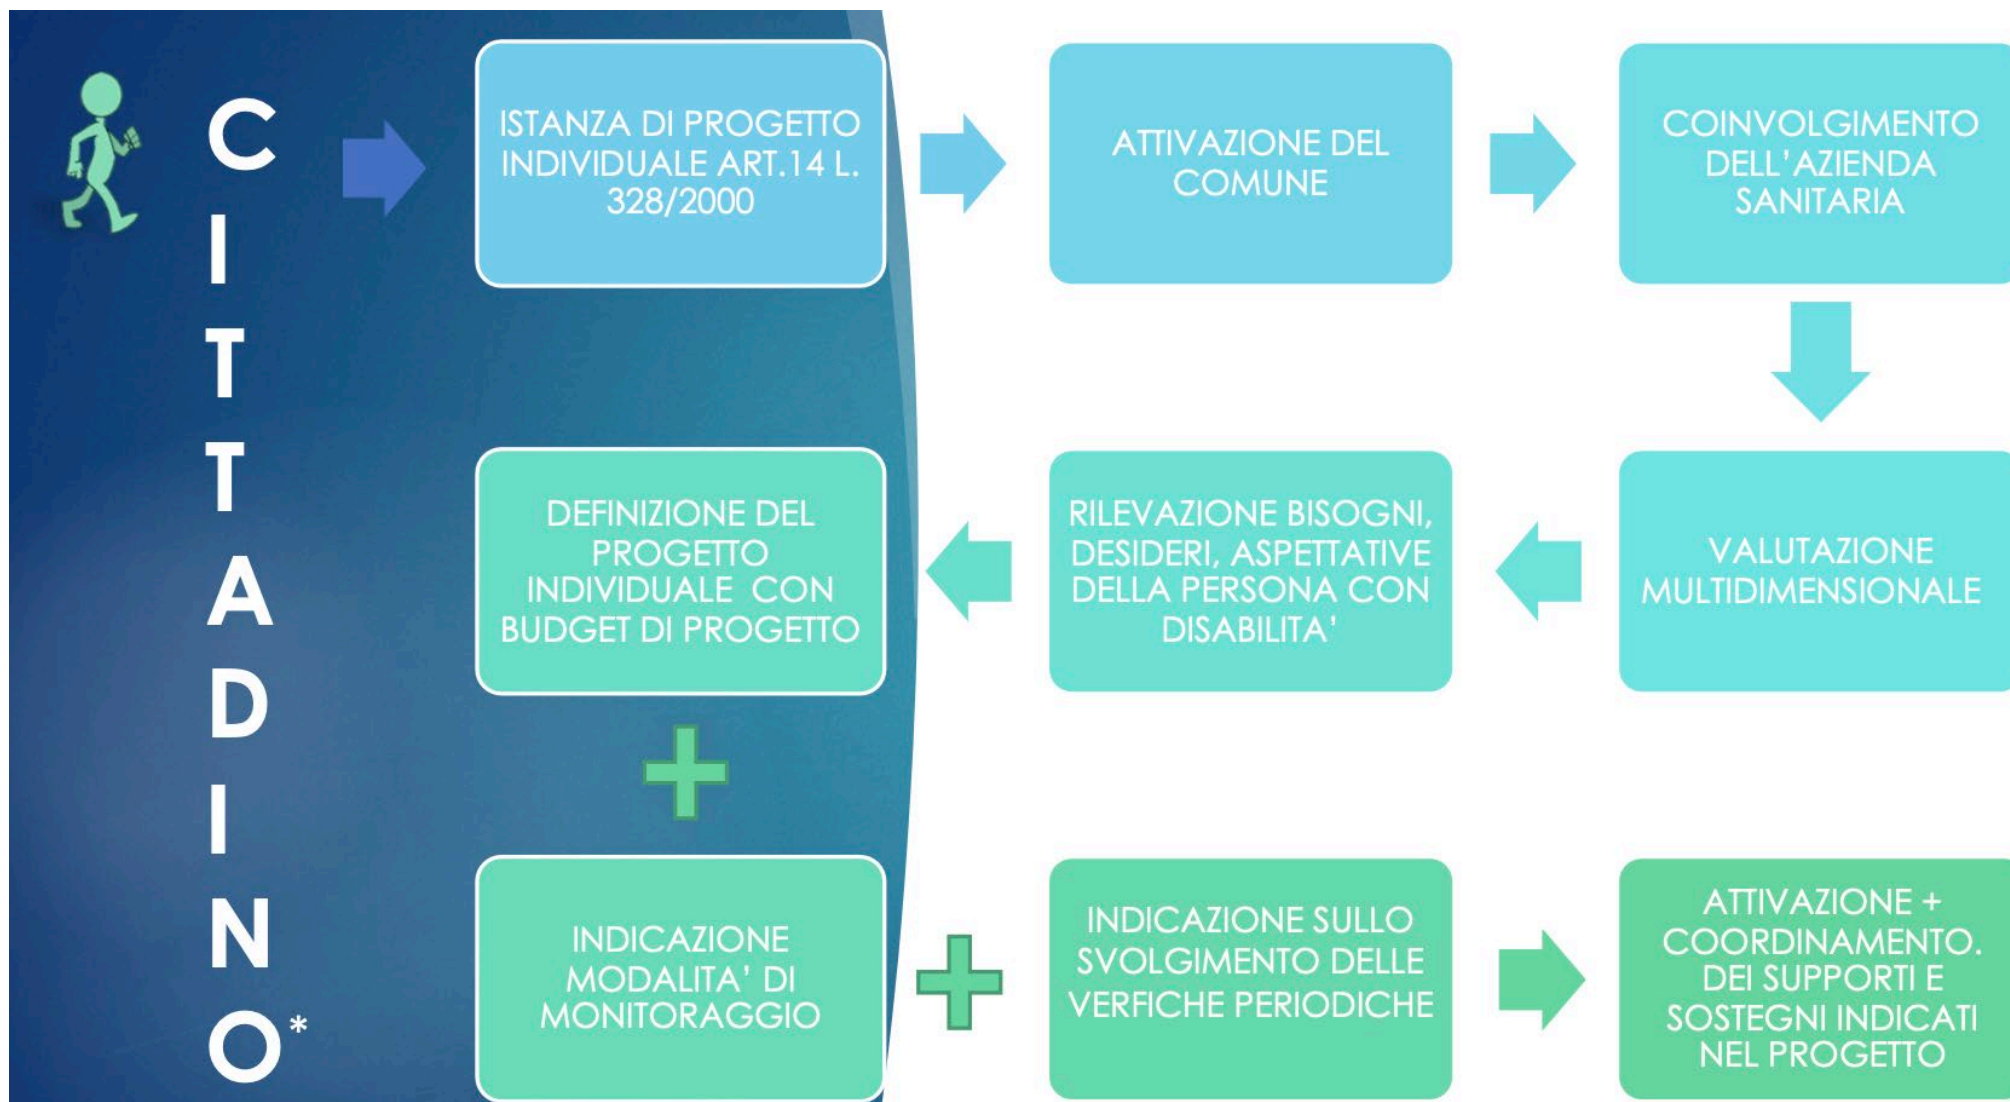 CITTADINO*
ISTANZA DI PROGETTO
INDIVIDUALE ART.14 L.
328/2000
ATTIVAZIONE DEL
COMUNE
COINVOLGIMENTO
DELL'AZIENDA
SANITARIA
VALUTAZIONE
MULTIDIMENSIONALE
RILEVAZIONE BISOGNI,
DESIDERI, ASPETTATIVE
DELLA PERSONA CON
DISABILITA'
DEFINIZIONE DEL
PROGETTO
INDIVIDUALE CON
BUDGET DI PROGETTO
INDICAZIONE
MODALITA' DI
MONITORAGGIO
INDICAZIONE SULLO
SVOLGIMENTO DELLE
VERFICHE PERIODICHE
ATTIVAZIONE +
COORDINAMENTO.
DEI SUPPORTI E
SOSTEGNI INDICATI
NEL PROGETTO